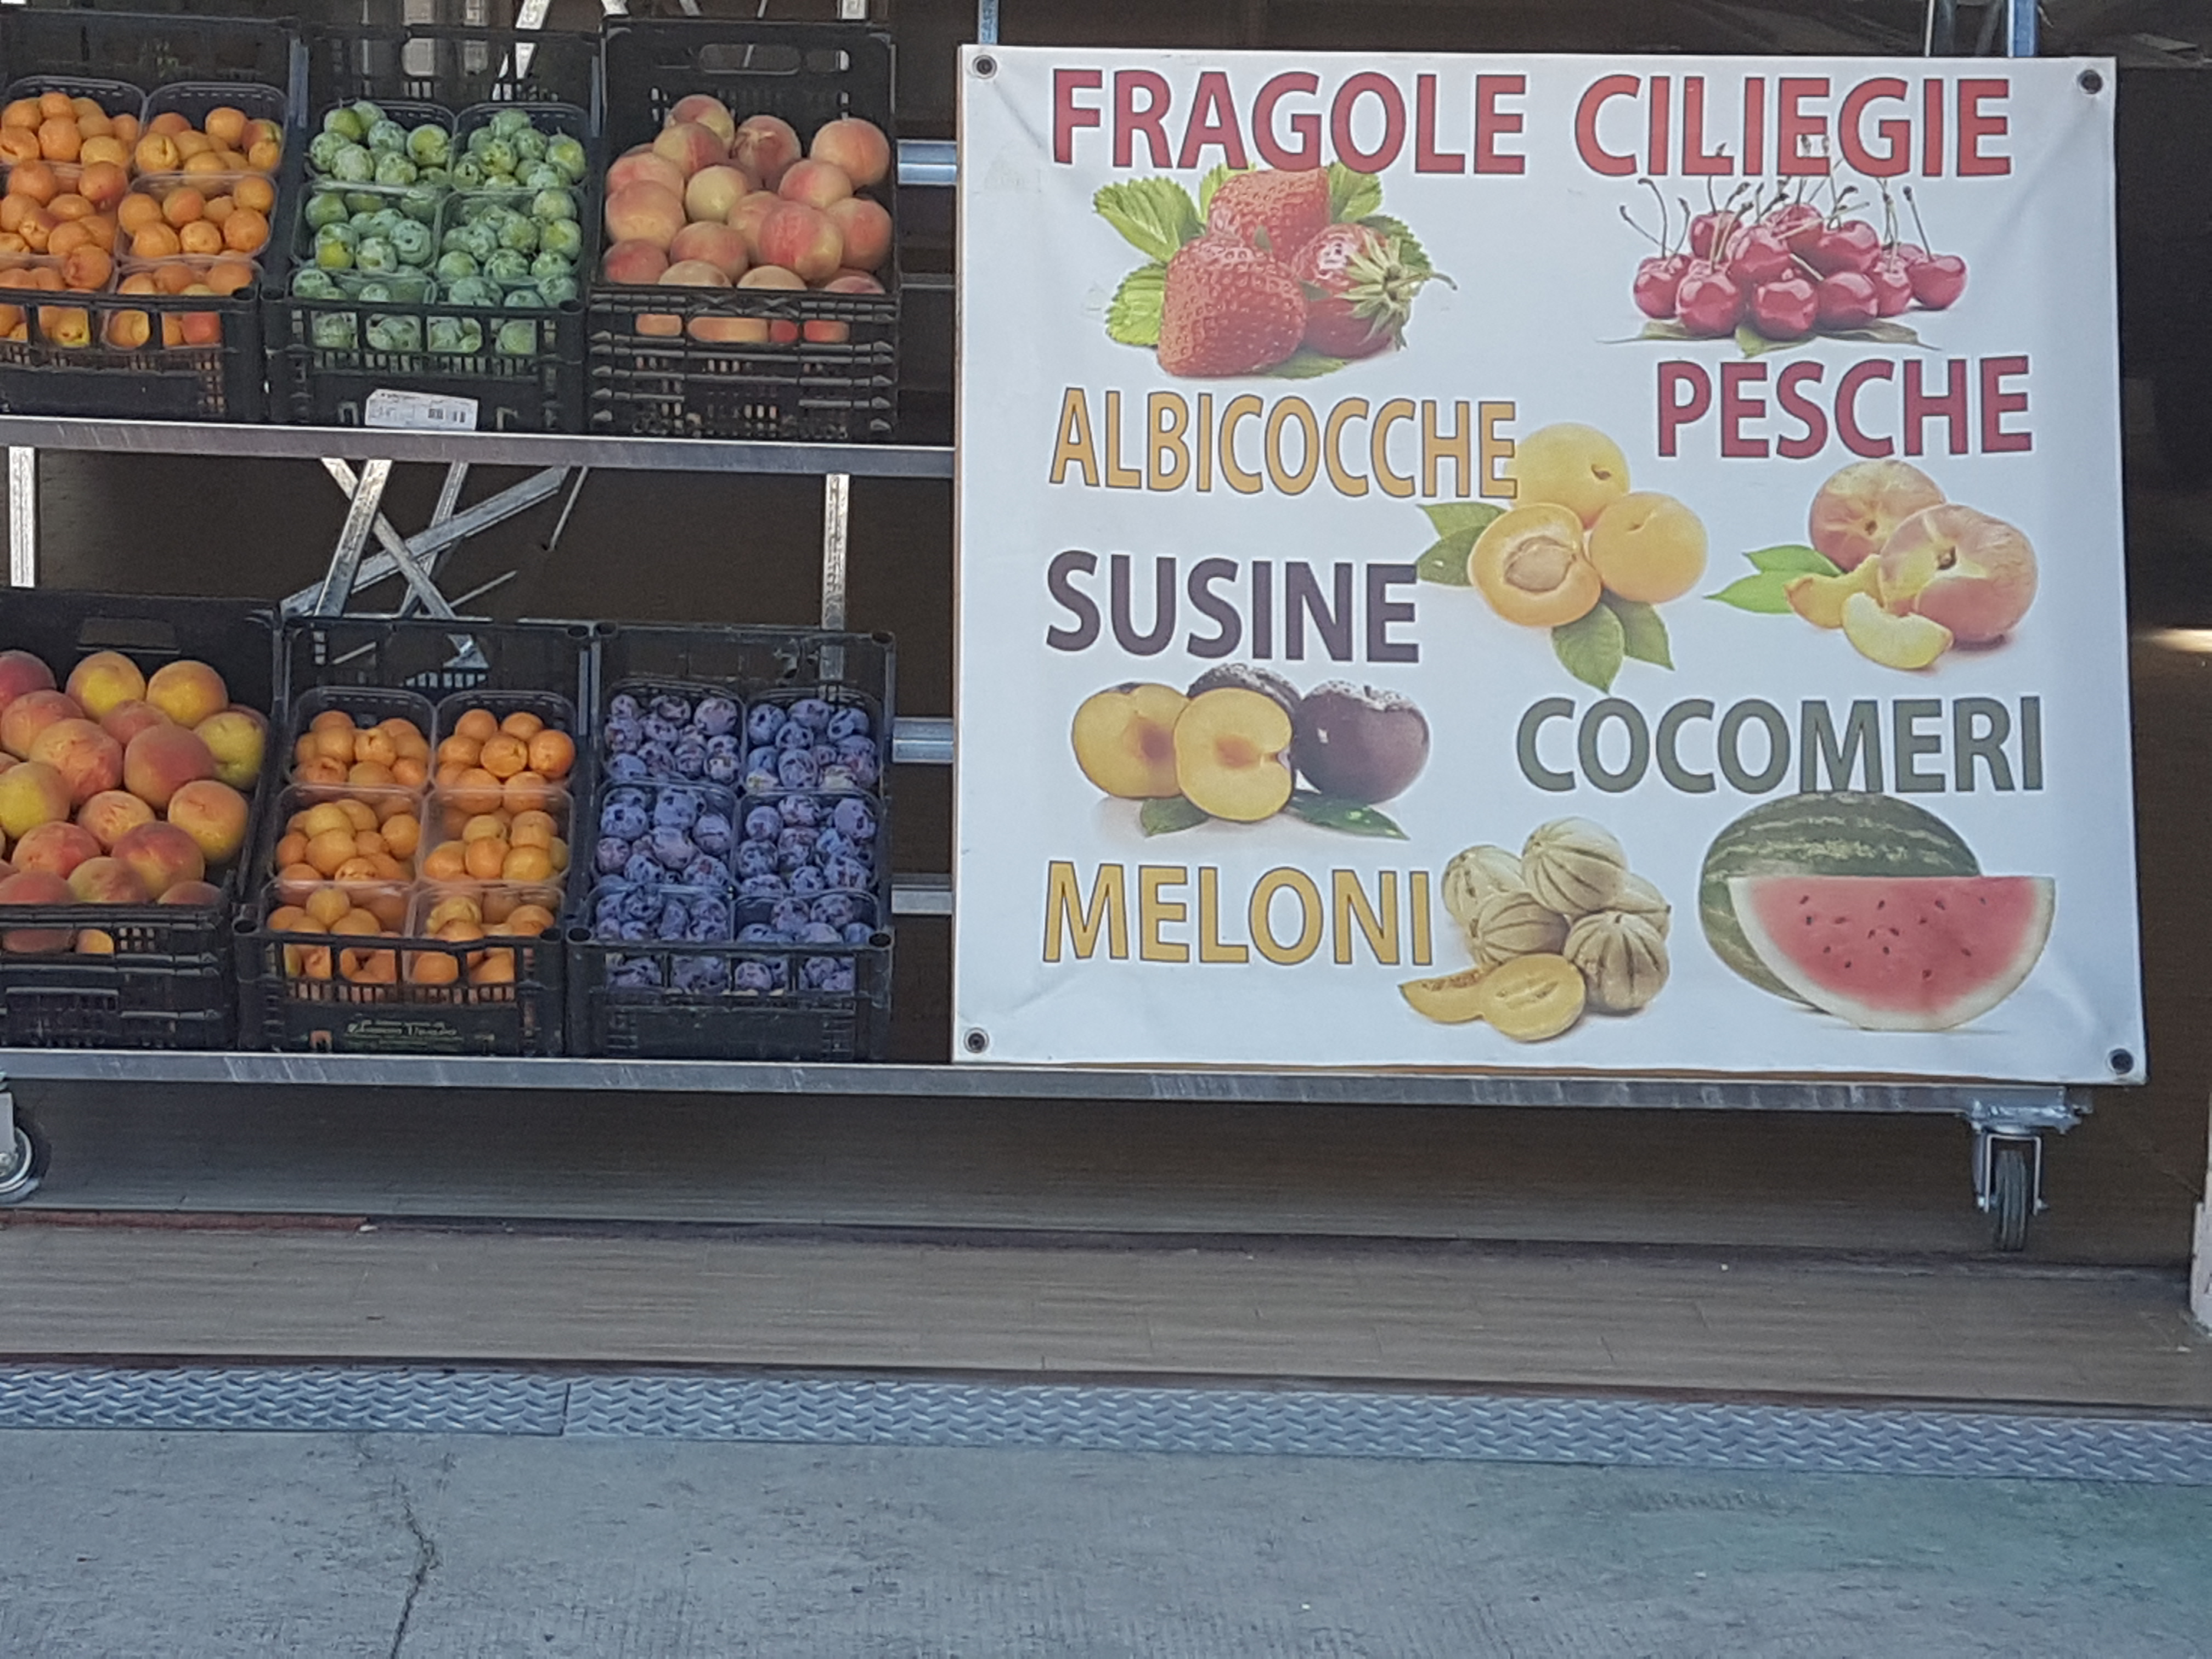 FRAGOLE CILIEGIE
ALBICOCCHE
PESCHE
SUSINE
COCOMERI
MELONI